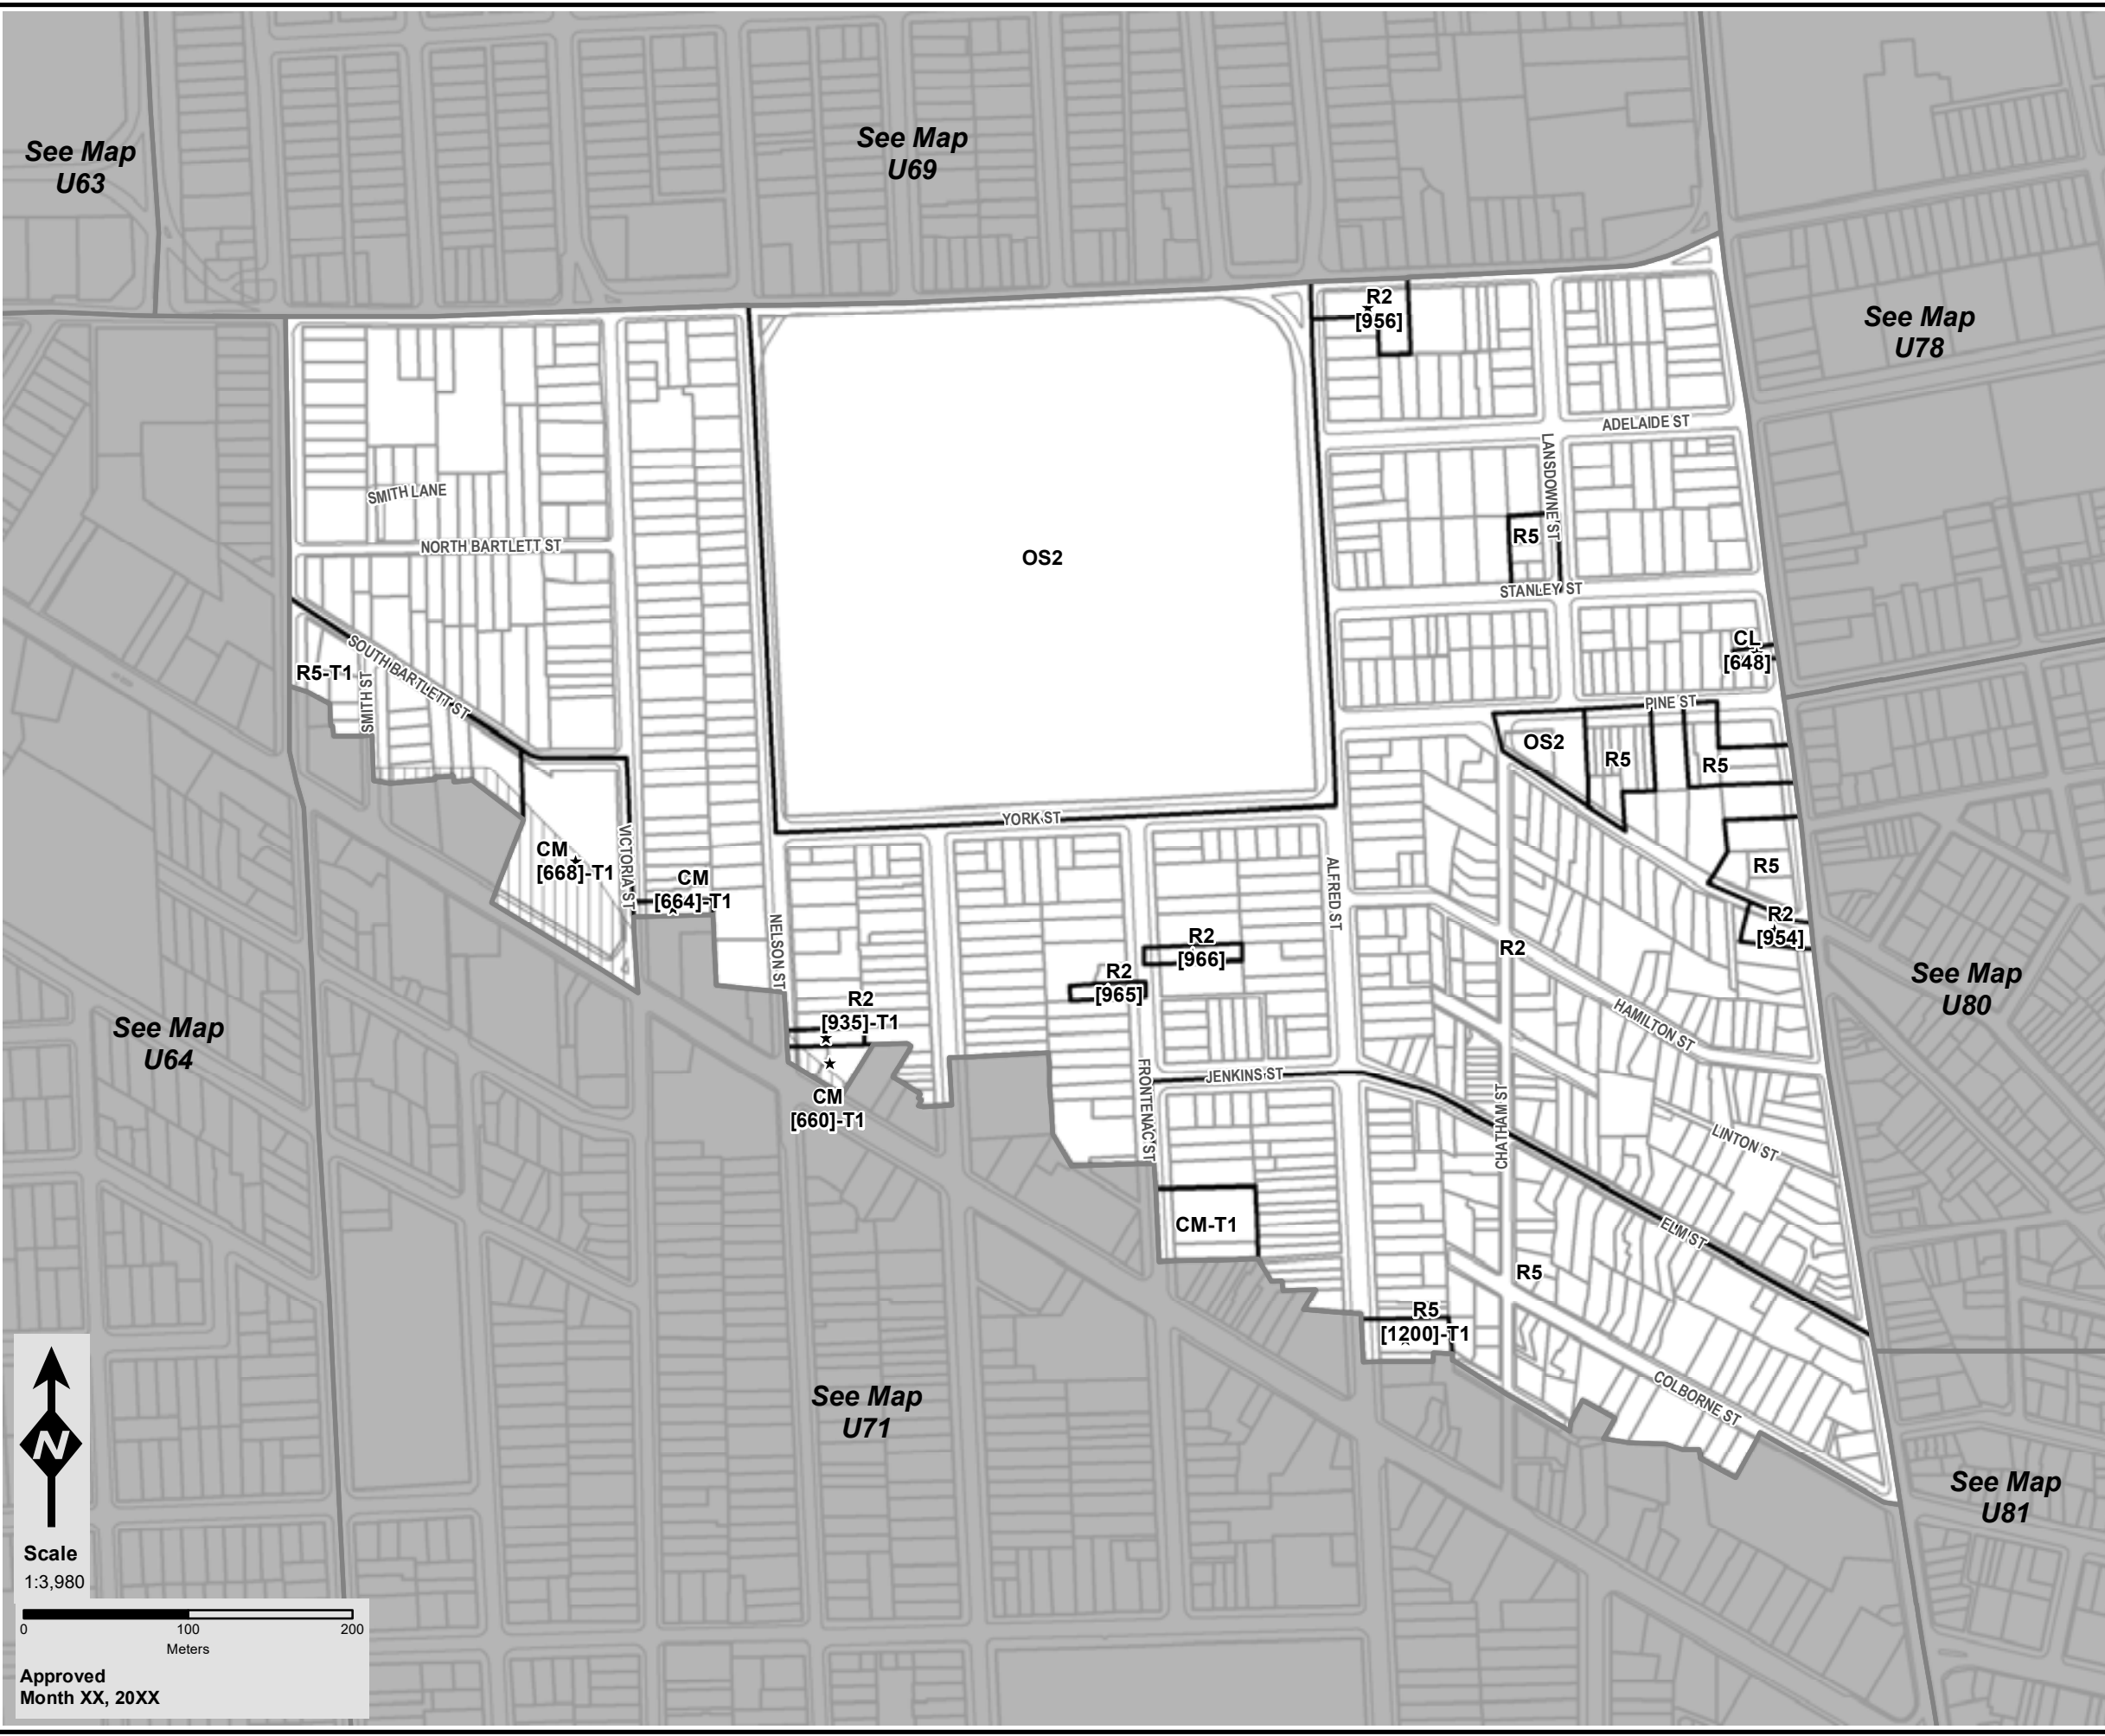 See Map
U63
See Map
U69
R2
[956]
See Map
U78
ADELAIDE ST
LANSDOWNE ST
SMITH LANE
NORTH BARTLETT ST
OS2
R5
STANLEY ST
CL
[648]
R5-T1
SOUTH BARTLETT ST
SMITH ST
PINE ST
OS2
R5
R5
YORK ST
CM
[668]-T1
VICTORIA ST
CM
[664]-T1
ALFRED ST
R5
R2
[954]
NELSON ST
R2
[966]
R2
R2
[965]
See Map
U80
See Map
U64
R2
[935]-T1
HAMILTON ST
CM
[660]-T1
FRONTENAC ST
JENKINS ST
CHATHAM ST
LINTON ST
CM-T1
ELM ST
R5
R5
[1200]-T1
See Map
U71
COLBORNE ST
See Map
U81
N
Scale
1:3,980
0 100 200
Meters
Approved
Month XX, 20XX